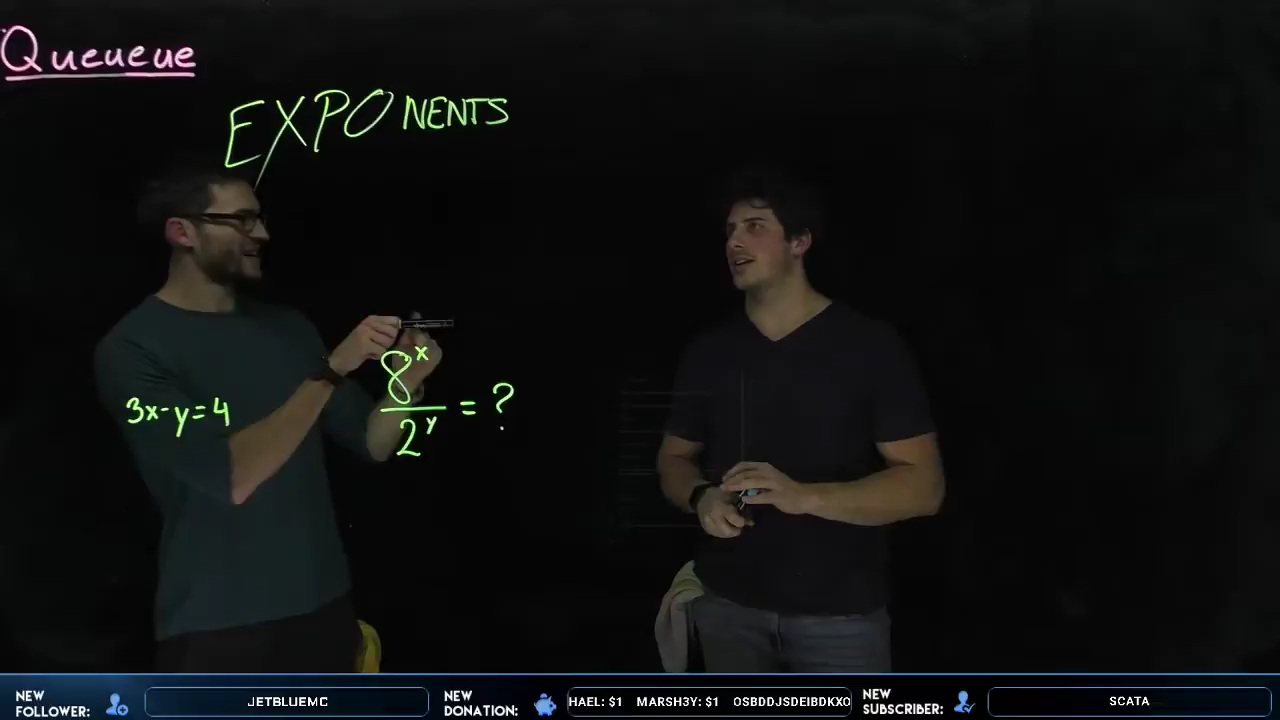 Queueue
EXPONENTS
3x-y=4
8^x
/2^y = ?
NEW FOLLOWER:
JETBLUEMC
NEW DONATION:
HAEL: $1 MARSH3Y: $1 OSBDDJSDEIBDKXO
NEW SUBSCRIBER:
SCATA